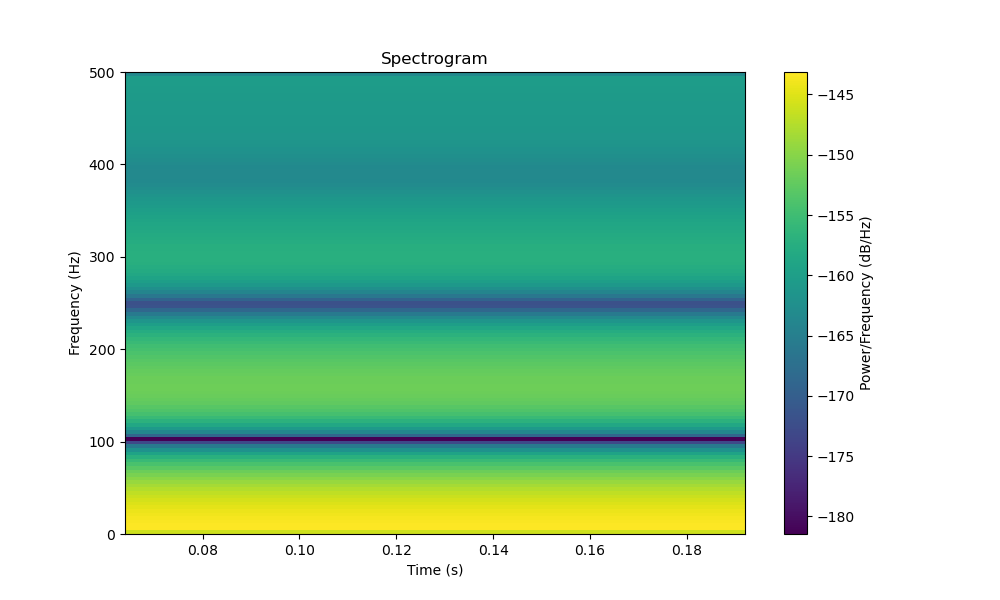 Spectrogram
Frequency (Hz)
500
400
300
200
100
0
0.08 0.10 0.12 0.14 0.16 0.18
Time (s)
−145
−150
−155
−160
−165
−170
−175
−180
Power/Frequency (dB/Hz)